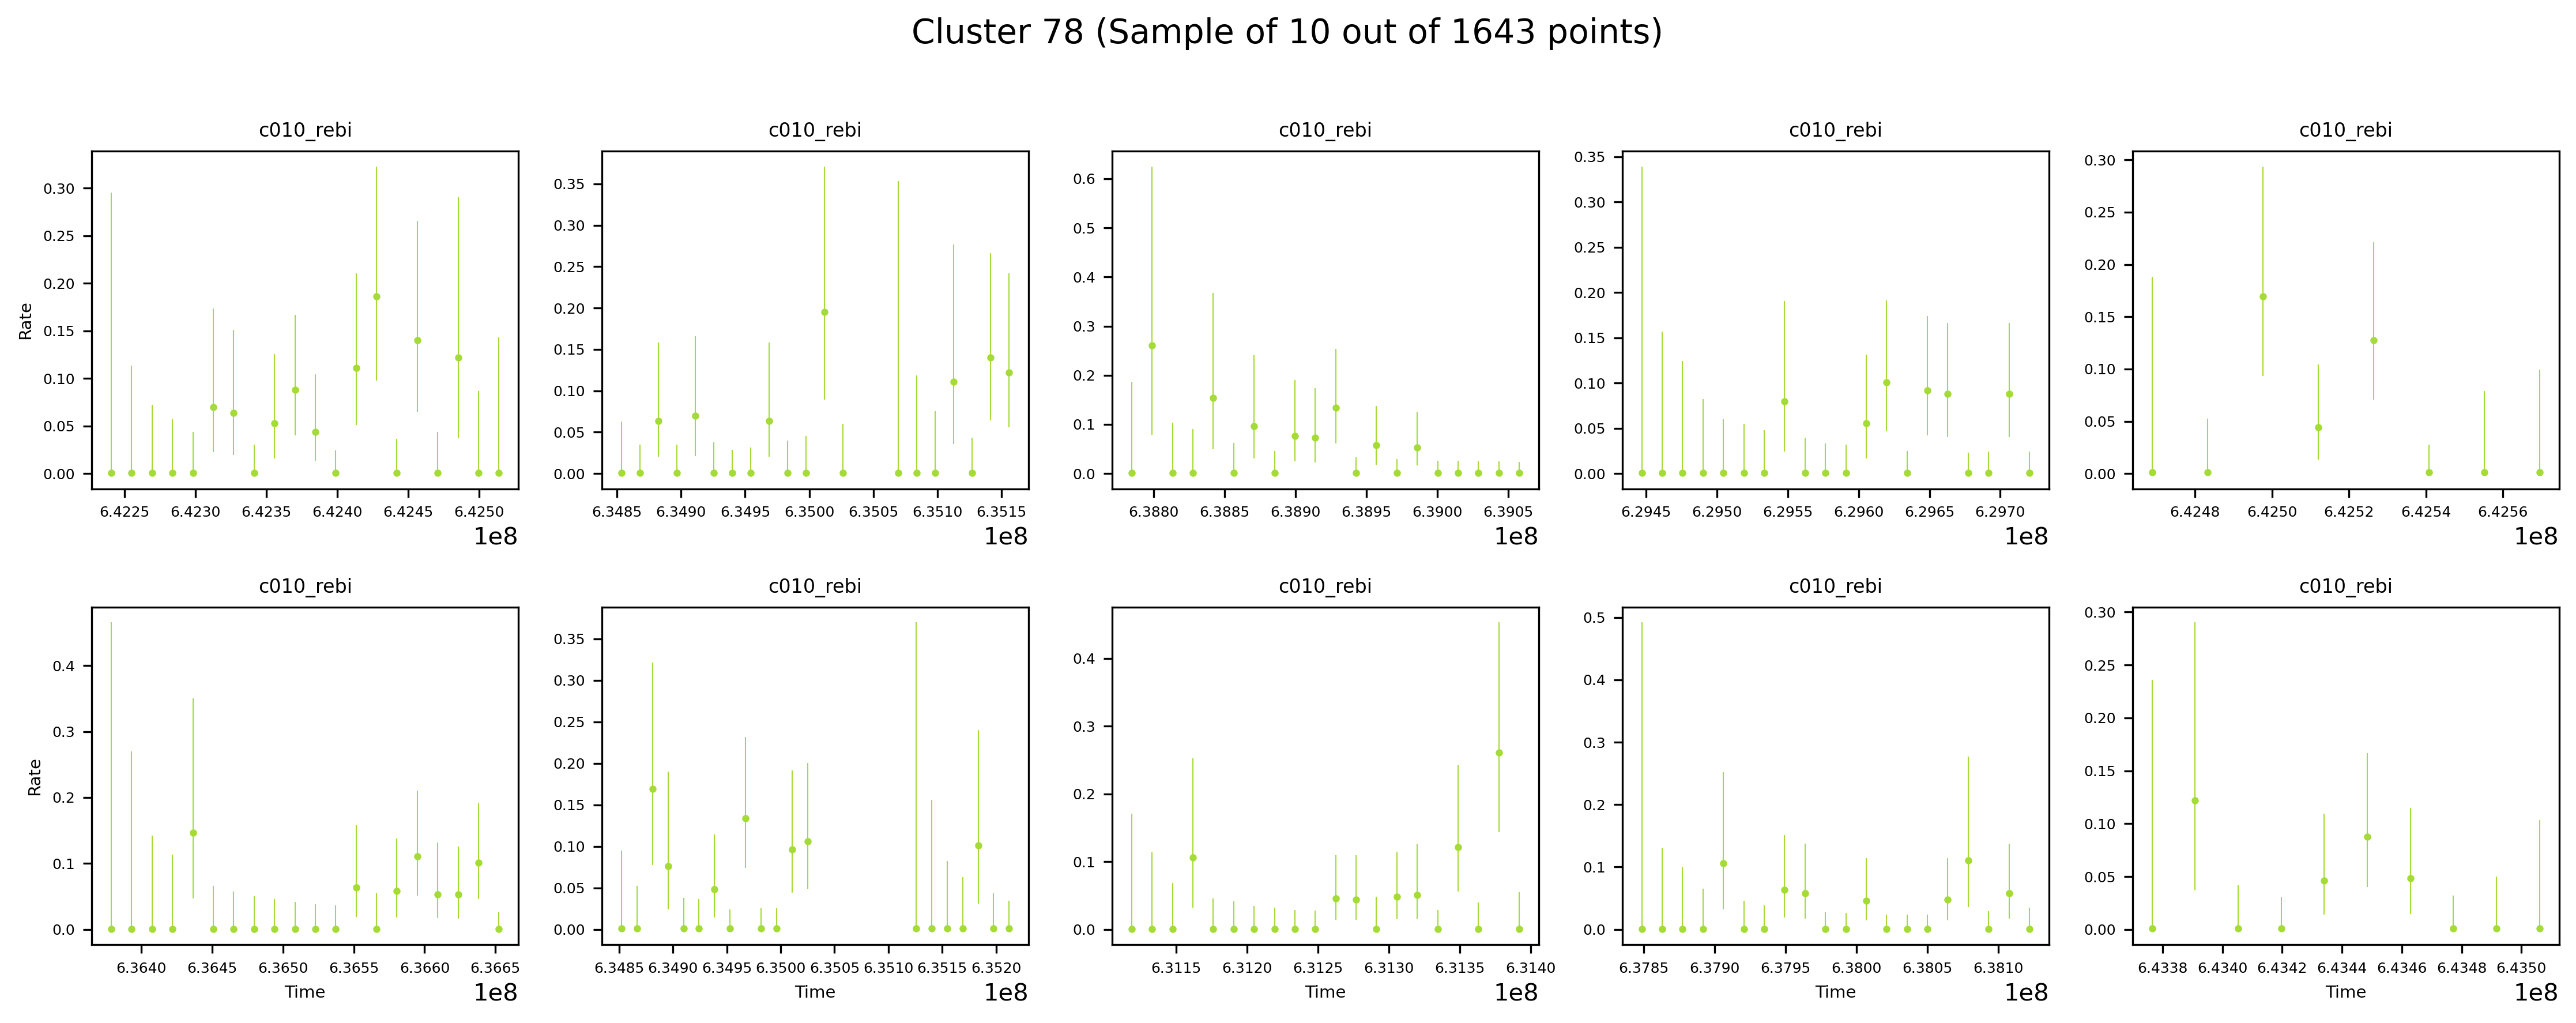 Cluster 78 (Sample of 10 out of 1643 points)
c010_rebi c010_rebi c010_rebi c010_rebi c010_rebi
Rate
0.30 0.25 0.20 0.15 0.10 0.05 0.00
6.4225 6.4230 6.4235 6.4240 6.4245 6.4250
1e8
0.35 0.30 0.25 0.20 0.15 0.10 0.05 0.00
6.3485 6.3490 6.3495 6.3500 6.3505 6.3510 6.3515
1e8
0.6 0.5 0.4 0.3 0.2 0.1 0.0
6.3880 6.3885 6.3890 6.3895 6.3900 6.3905
1e8
0.35 0.30 0.25 0.20 0.15 0.10 0.05 0.00
6.2945 6.2950 6.2955 6.2960 6.2965 6.2970
1e8
0.30 0.25 0.20 0.15 0.10 0.05 0.00
6.4248 6.4250 6.4252 6.4254 6.4256
1e8
c010_rebi c010_rebi c010_rebi c010_rebi c010_rebi
Rate
0.4 0.3 0.2 0.1 0.0
6.3640 6.3645 6.3650 6.3655 6.3660 6.3665
Time 1e8
0.35 0.30 0.25 0.20 0.15 0.10 0.05 0.00
6.3485 6.3490 6.3495 6.3500 6.3505 6.3510 6.3515 6.3520
Time 1e8
0.4 0.3 0.2 0.1 0.0
6.3115 6.3120 6.3125 6.3130 6.3135 6.3140
Time 1e8
0.5 0.4 0.3 0.2 0.1 0.0
6.3785 6.3790 6.3795 6.3800 6.3805 6.3810
Time 1e8
0.30 0.25 0.20 0.15 0.10 0.05 0.00
6.4338 6.4340 6.4342 6.4344 6.4346 6.4348 6.4350
Time 1e8